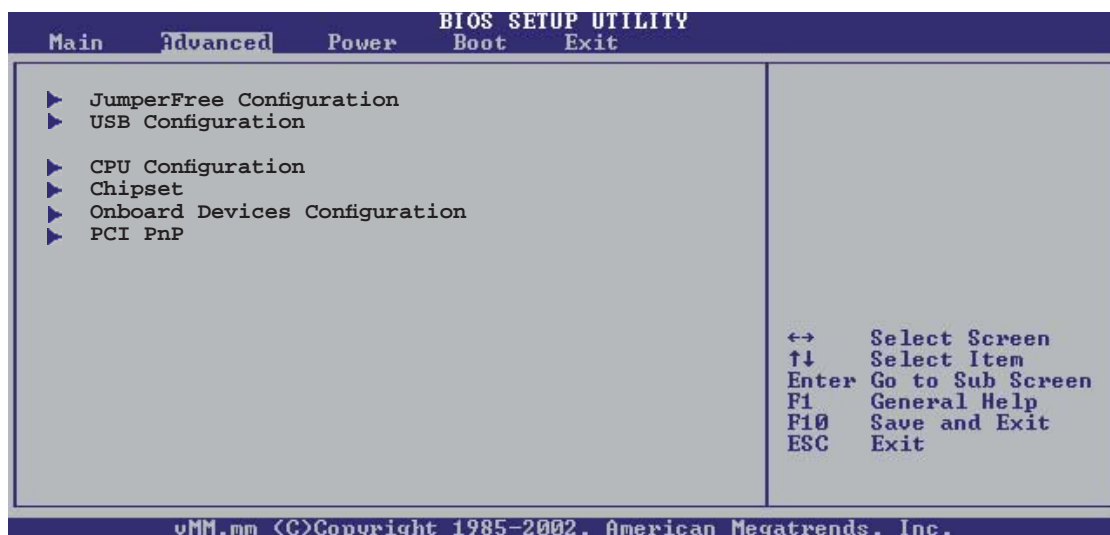 BIOS SETUP UTILITY
Main Advanced Power Boot Exit
JumperFree Configuration
USB Configuration
CPU Configuration
Chipset
Onboard Devices Configuration
PCI PnP
←→ Select Screen
↑↓ Select Item
Enter Go to Sub Screen
F1 General Help
F10 Save and Exit
ESC Exit
vMM.mm (C)Copyright 1985-2002, American Megatrends, Inc.